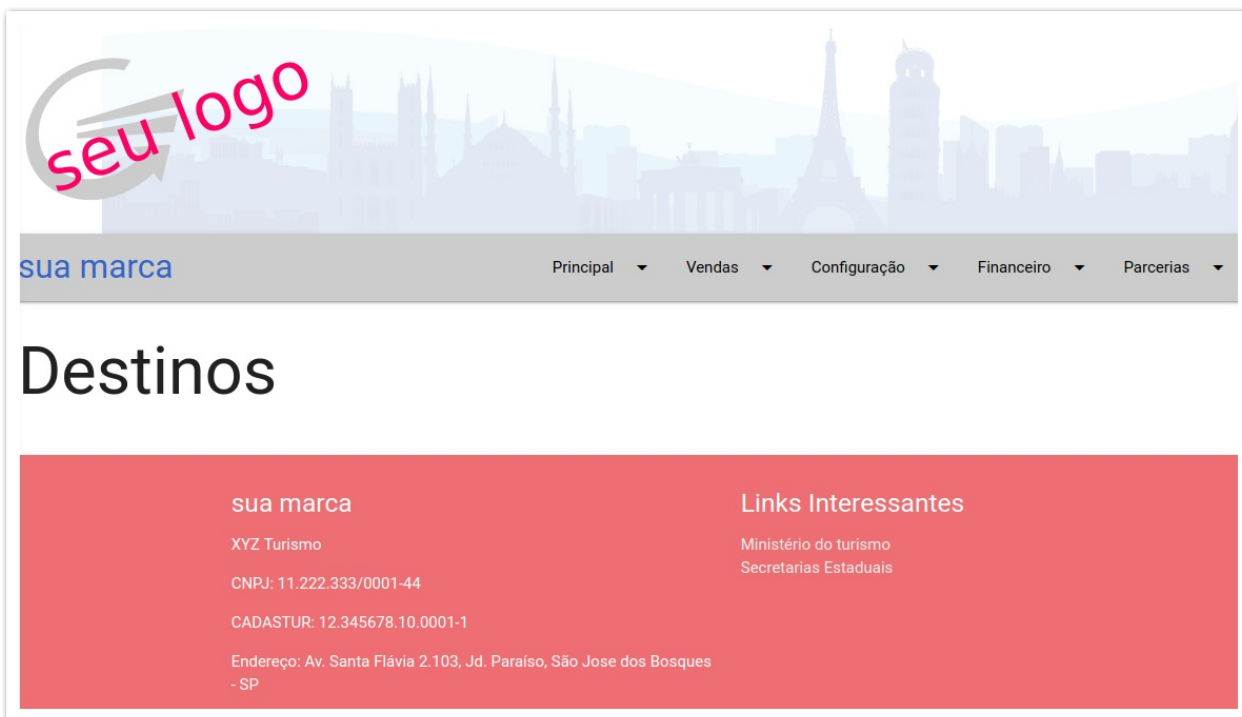 seu logo
sua marca
Principal Vendas Configuração Financeiro Parcerias
Destinos
sua marca
XYZ Turismo
CNPJ: 11.222.333/0001-44
CADASTUR: 12.345678.10.0001-1
Endereço: Av. Santa Flávia 2.103, Jd. Paraíso, São Jose dos Bosques
- SP
Links Interessantes
Ministério do turismo
Secretarias Estaduais